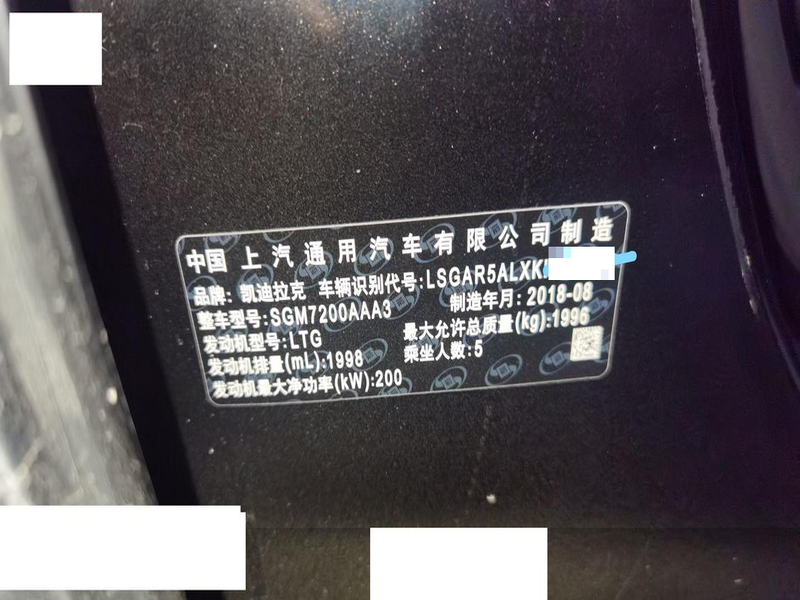 中国 上汽通用汽车有限公司制造
品牌: 凯迪拉克 车辆识别代号:LSGAR5ALXK
整车型号:SGM7200AAA3 制造年月: 2018-08
发动机型号:LTG 最大允许总质量(kg):1996
发动机排量(mL):1998 乘坐人数:5
发动机最大净功率(kW):200